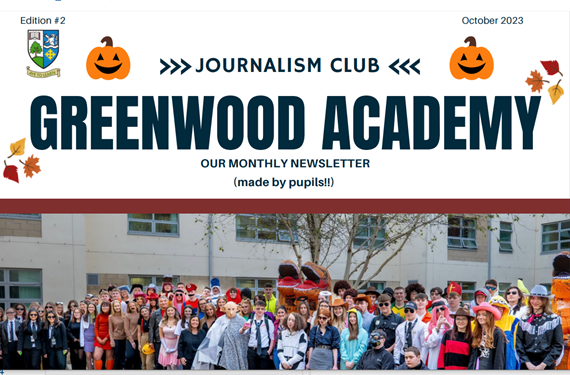 Edition #2
October 2023
>>> JOURNALISM CLUB <<<
GREENWOOD ACADEMY
OUR MONTHLY NEWSLETTER
(made by pupils!!)